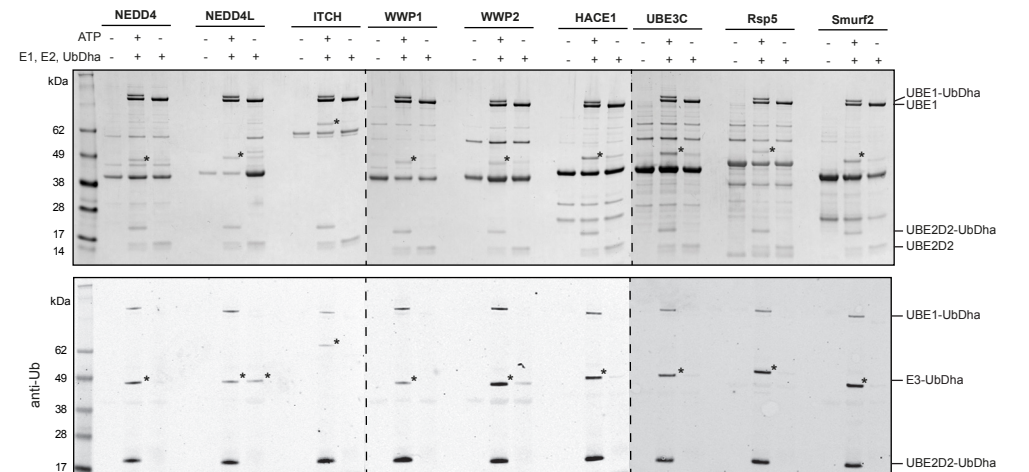 NEDD4 NEDD4L ITCH WWP1 WWP2 HACE1 UBE3C Rsp5 Smurf2
ATP - + - - + - - + - - + - - + - - + - - + - - + - - + -
E1, E2, UbDha - + + - + + - + + - + + - + + - + + - + + - + + - + +
kDa
UBE1-UbDha
UBE1
62
49 * * * * * * * * *
38
28
17 UBE2D2-UbDha
14 UBE2D2
kDa
UBE1-UbDha
62 *
49 * * * * * * * * * E3-UbDha
38
28
17 UBE2D2-UbDha
anti-Ub